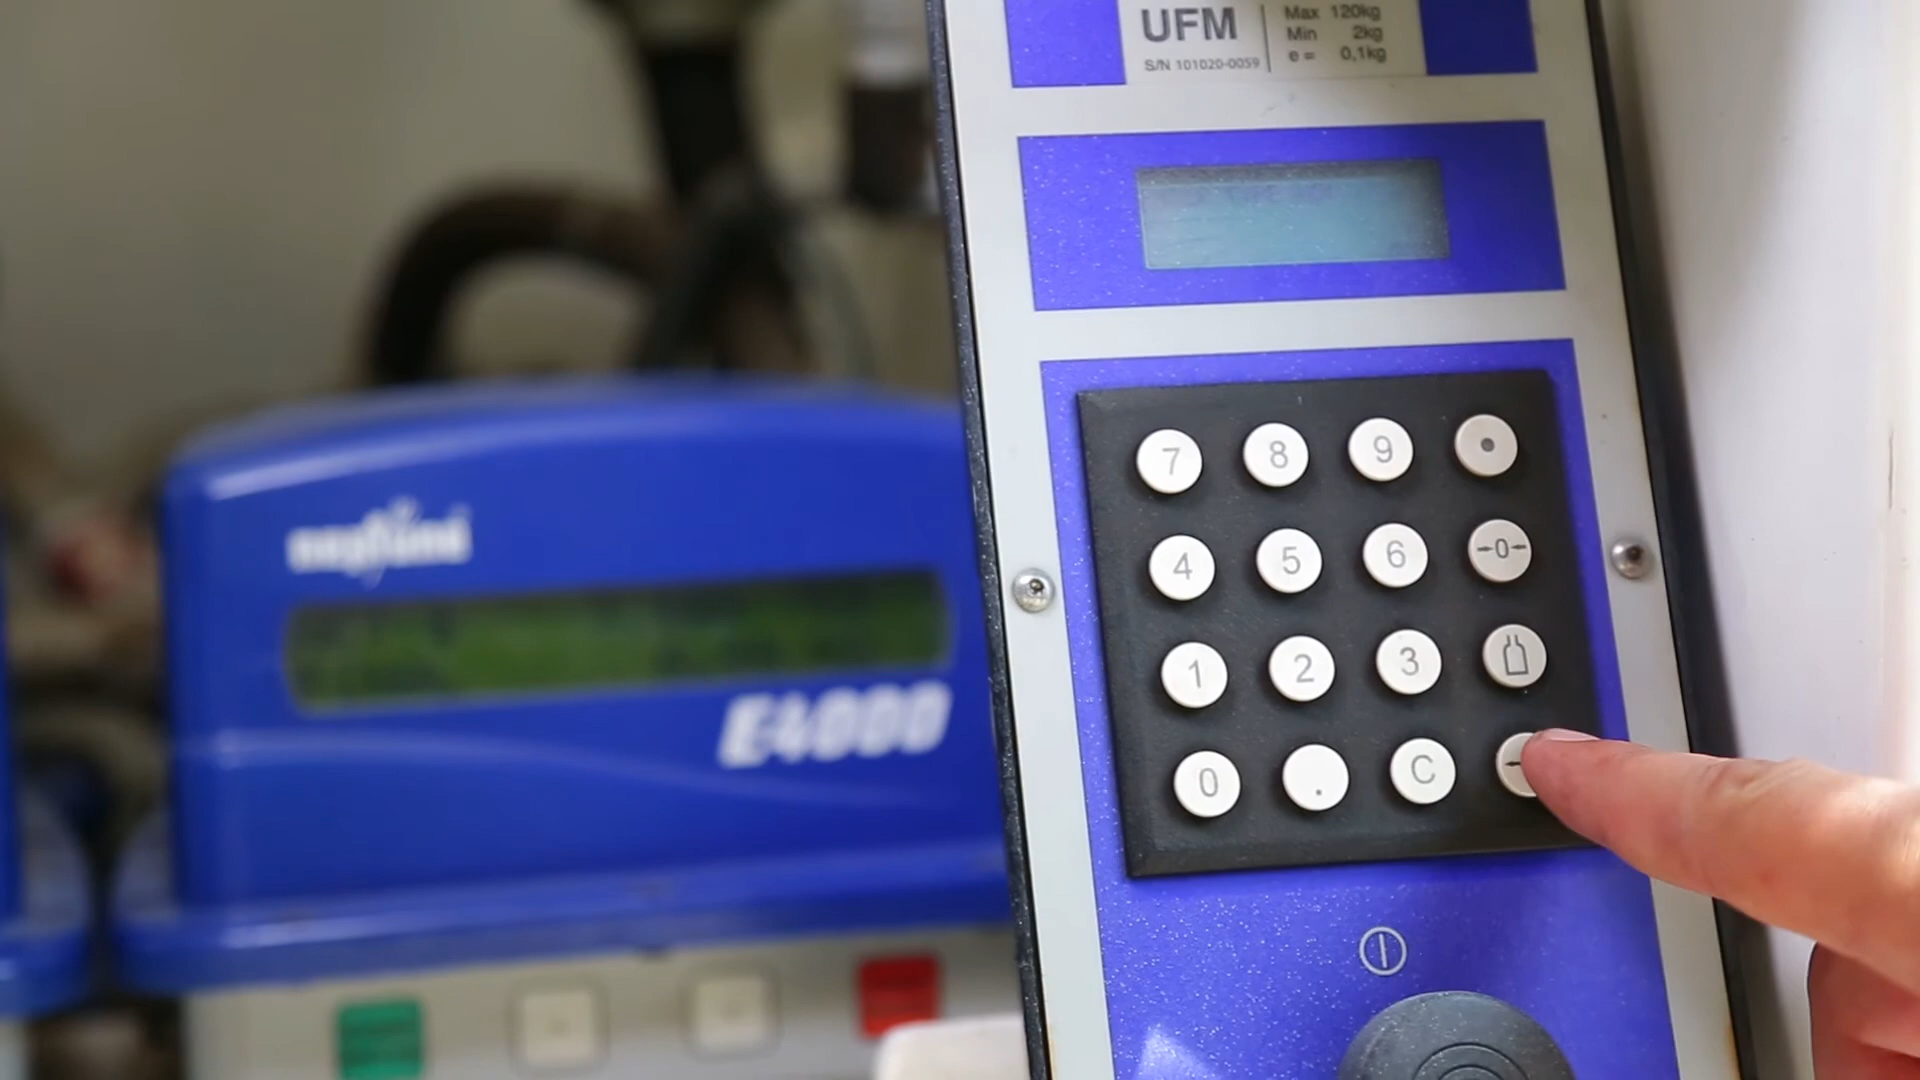 UFM
S/N 101020-0059
Max 120kg
Min 2kg
e = 0,1kg
7 8 9
4 5 6 0
1 2 3
0 . C
neptune
E4000